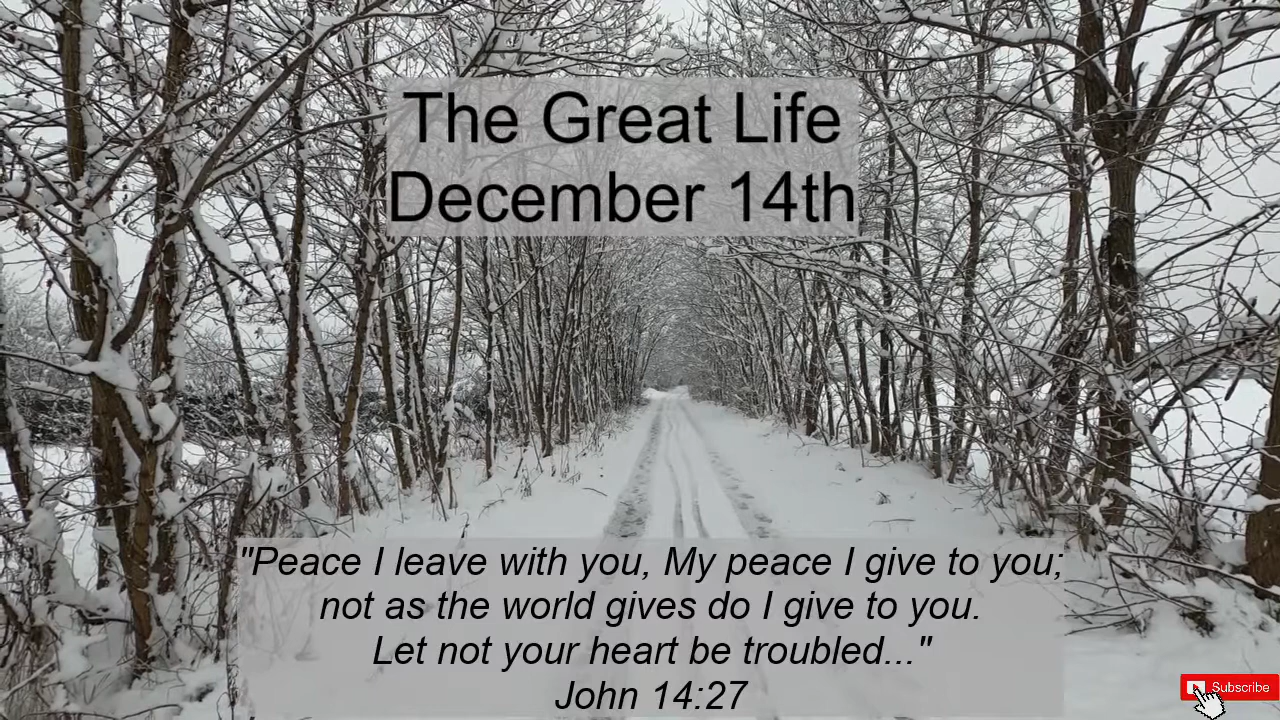 The Great Life
December 14th
"Peace I leave with you, My peace I give to you;
not as the world gives do I give to you.
Let not your heart be troubled..."
John 14:27
Subscribe